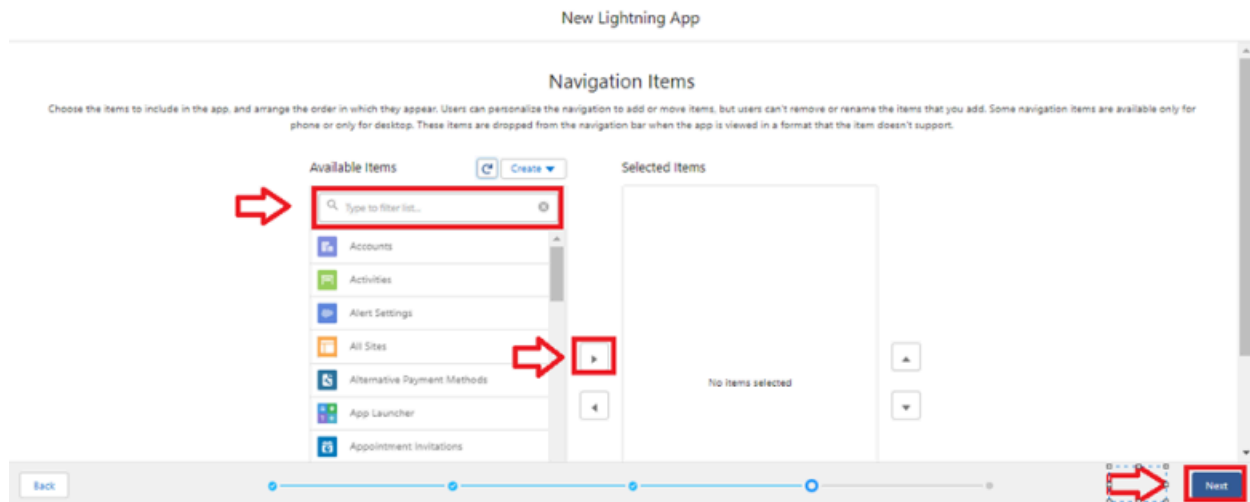 New Lightning App
Navigation Items
Choose the items to include in the app, and arrange the order in which they appear. Users can personalize the navigation to add or move items, but users can't remove or rename the items that you add. Some navigation items are available only for
phone or only for desktop. These items are dropped from the navigation bar when the app is viewed in a format that the item doesn't support.
Available Items
Create
Selected Items
Type to filter list...
Accounts
Activities
Alert Settings
All Sites
Alternative Payment Methods
No items selected
App Launcher
Appointment Invitations
Back
Next